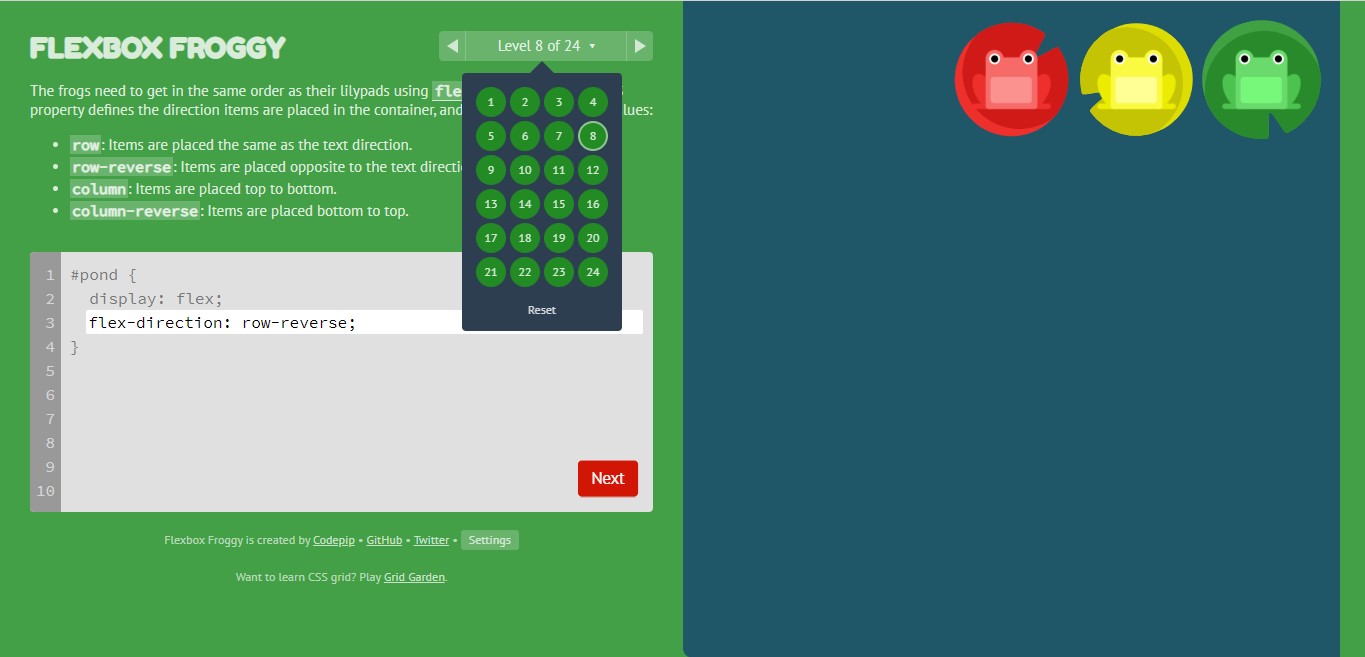 FLEXBOX FROGGY
Level 8 of 24
The frogs need to get in the same order as their lilypads using
property defines the direction items are placed in the container, and
• row: Items are placed the same as the text direction.
• row-reverse: Items are placed opposite to the text
• column: Items are placed top to bottom.
• column-reverse: Items are placed bottom to top.
1 2 3 4
5 6 7 8
9 10 11 12
13 14 15 16
17 18 19 20
21 22 23 24
Reset
1 #pond {
2 display: flex;
3 flex-direction: row-reverse;
4 }
5
6
7
8
9
10
Next
Flexbox Froggy is created by Codepip • GitHub • Twitter • Settings
Want to learn CSS grid? Play Grid Garden.